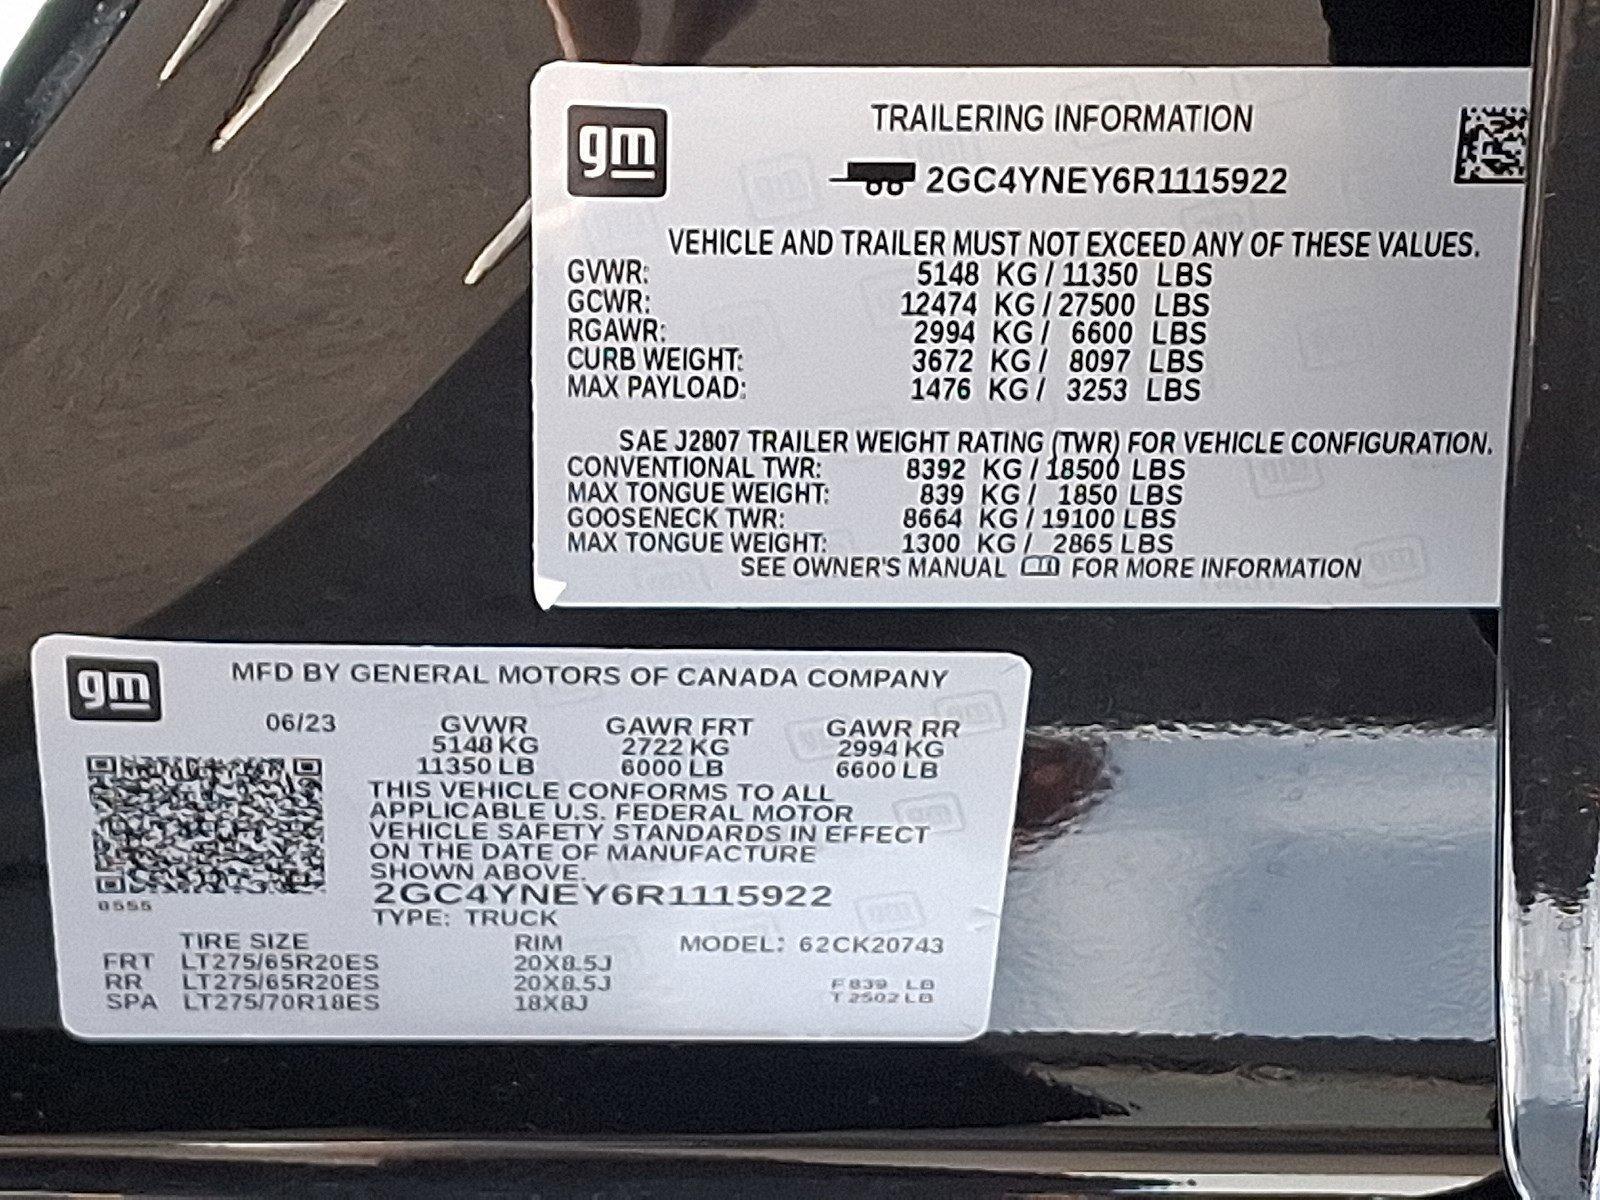 gm
TRAILERING INFORMATION
2GC4YNEY6R1115922
VEHICLE AND TRAILER MUST NOT EXCEED ANY OF THESE VALUES.
GVWR: 5148 KG / 11350 LBS
GCWR: 12474 KG / 27500 LBS
RGAWR: 2994 KG / 6600 LBS
CURB WEIGHT: 3672 KG / 8097 LBS
MAX PAYLOAD: 1476 KG / 3253 LBS
SAE J2807 TRAILER WEIGHT RATING (TWR) FOR VEHICLE CONFIGURATION.
CONVENTIONAL TWR: 8392 KG / 18500 LBS
MAX TONGUE WEIGHT: 839 KG / 1850 LBS
GOOSENECK TWR: 8664 KG / 19100 LBS
MAX TONGUE WEIGHT: 1300 KG / 2865 LBS
SEE OWNER'S MANUAL FOR MORE INFORMATION
gm
MFD BY GENERAL MOTORS OF CANADA COMPANY
06/23 GVWR GAWR FRT GAWR RR
5148 KG 2722 KG 2994 KG
11350 LB 6000 LB 6600 LB
THIS VEHICLE CONFORMS TO ALL
APPLICABLE U.S. FEDERAL MOTOR
VEHICLE SAFETY STANDARDS IN EFFECT
ON THE DATE OF MANUFACTURE
SHOWN ABOVE.
2GC4YNEY6R1115922
8555
TYPE: TRUCK
TIRE SIZE RIM MODEL: 62CK20743
FRT LT275/65R20ES 20X8.5J
RR LT275/65R20ES 20X8.5J F 839 LB
SPA LT275/70R18ES 18X8J T 2502 LB